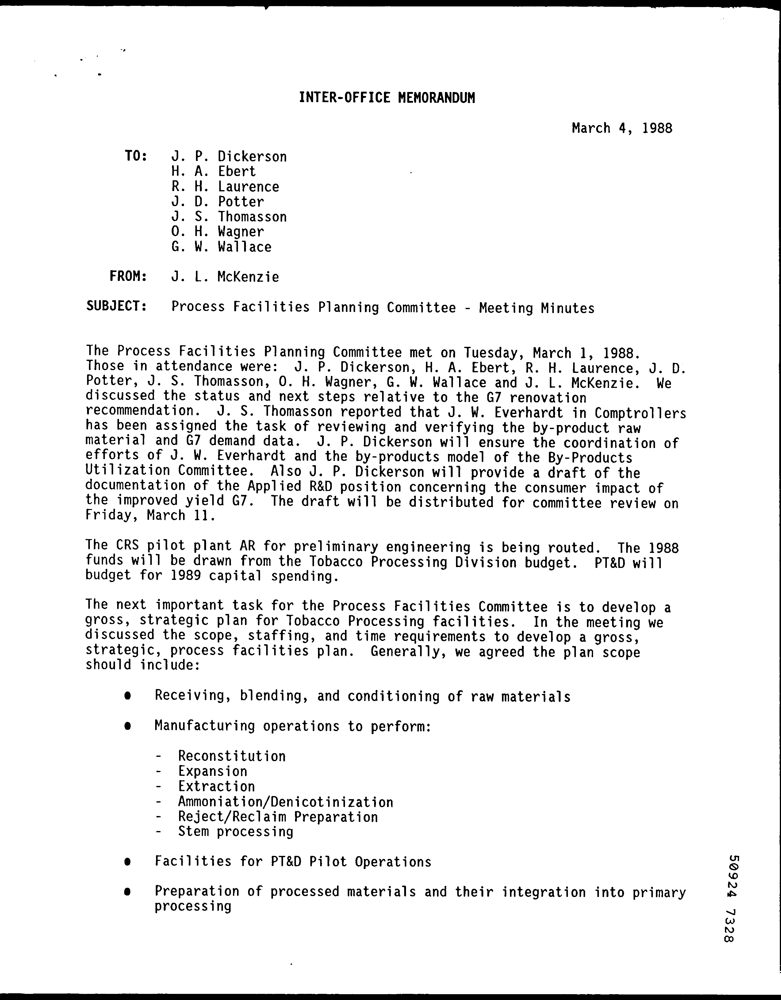 INTER-OFFICE MEMORANDUM
March 4, 1988
TO: J. P. Dickerson
H. A. Ebert
R. H. Laurence
J. D. Potter
J. S. Thomasson
O. H. Wagner
G. W. Wallace
FROM: J. L. McKenzie
SUBJECT: Process Facilities Planning Committee - Meeting Minutes
The Process Facilities Planning Committee met on Tuesday, March 1, 1988.
Those in attendance were: J. P. Dickerson, H. A. Ebert, R. H. Laurence, J. D.
Potter, J. S. Thomasson, O. H. Wagner, G. W. Wallace and J. L. McKenzie. We
discussed the status and next steps relative to the G7 renovation
recommendation. J. S. Thomasson reported that J. W. Everhardt in Comptrollers
has been assigned the task of reviewing and verifying the by-product raw
material and G7 demand data. J. P. Dickerson will ensure the coordination of
efforts of J. W. Everhardt and the by-products model of the By-Products
Utilization Committee. Also J. P. Dickerson will provide a draft of the
documentation of the Applied R&D position concerning the consumer impact of
the improved yield G7. The draft will be distributed for committee review on
Friday, March 11.
The CRS pilot plant AR for preliminary engineering is being routed. The 1988
funds will be drawn from the Tobacco Processing Division budget. PT&D will
budget for 1989 capital spending.
The next important task for the Process Facilities Committee is to develop a
gross, strategic plan for Tobacco Processing facilities. In the meeting we
discussed the scope, staffing, and time requirements to develop a gross,
strategic, process facilities plan. Generally, we agreed the plan scope
should include:
• Receiving, blending, and conditioning of raw materials
• Manufacturing operations to perform:
- Reconstitution
- Expansion
- Extraction
- Ammoniation/Denicotinization
- Reject/Reclaim Preparation
- Stem processing
• Facilities for PT&D Pilot Operations
• Preparation of processed materials and their integration into primary
processing
50924 7328